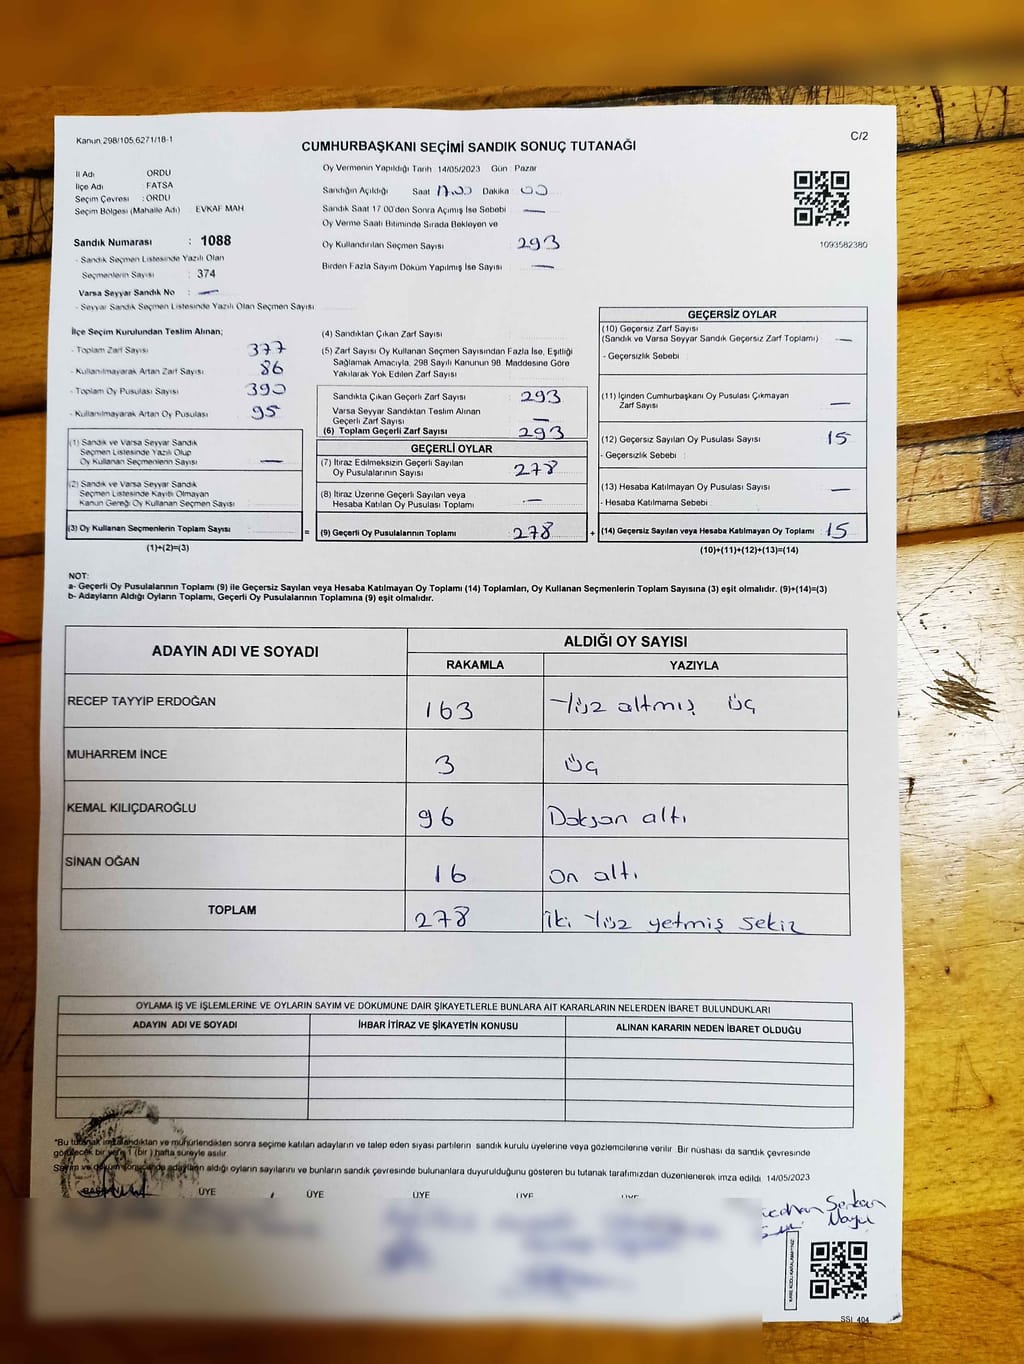 Kanun 298/105,6271/18-1
C/2
CUMHURBAŞKANI SEÇİMİ SANDIK SONUÇ TUTANAĞI
İl Adı ORDU
İlçe Adı FATSA
Seçim Çevresi : ORDU
Seçim Bölgesi (Mahalle Adı) EVKAF MAH
Sandık Numarası : 1088
- Sandık Seçmen Listesinde Yazılı Olan
Seçmenlerin Sayısı : 374
Varsa Seyyar Sandık No : —
- Seyyar Sandık Seçmen Listesinde Yazılı Olan Seçmen Sayısı
Oy Vermenin Yapıldığı Tarih 14/05/2023 Gün : Pazar
Sandığın Açıldığı Saat 17.00 Dakika 00
Sandık Saat 17 00'den Sonra Açımış İse Sebebi —
Oy Verme Saati Bitiminde Sırada Bekleyen ve
Oy Kullandırılan Seçmen Sayısı 293
Birden Fazla Sayım Döküm Yapılmış İse Sayısı —
1093582380
İlçe Seçim Kurulundan Teslim Alınan;
- Toplam Zarf Sayısı 377
- Kullanılmayarak Artan Zarf Sayısı 86
- Toplam Oy Pusulası Sayısı 390
- Kullanılmayarak Artan Oy Pusulası 95
(1) Sandık ve Varsa Seyyar Sandık
Seçmen Listesinde Yazılı Olup
Oy Kullanan Seçmenlerin Sayısı —
(2) Sandık ve Varsa Seyyar Sandık
Seçmen Listesinde Kayıtlı Olmayan
Kanun Gereği Oy Kullanan Seçmen Sayısı
(3) Oy Kullanan Seçmenlerin Toplam Sayısı
(1)+(2)=(3)
=
(4) Sandıktan Çıkan Zarf Sayısı
(5) Zarf Sayısı Oy Kullanan Seçmen Sayısından Fazla İse, Eşitliği
Sağlamak Amacıyla, 298 Sayılı Kanunun 98. Maddesine Göre
Yakılarak Yok Edilen Zarf Sayısı
Sandıkta Çıkan Geçerli Zarf Sayısı 293
Varsa Seyyar Sandıktan Teslim Alınan
Geçerli Zarf Sayısı —
(6) Toplam Geçerli Zarf Sayısı 293
GEÇERLİ OYLAR
(7) İtiraz Edilmeksizin Geçerli Sayılan
Oy Pusulalarının Sayısı 278
(8) İtiraz Üzerine Geçerli Sayılan veya
Hesaba Katılan Oy Pusulası Toplamı —
(9) Geçerli Oy Pusulalarının Toplamı 278
+
GEÇERSİZ OYLAR
(10) Geçersiz Zarf Sayısı
(Sandık ve Varsa Seyyar Sandık Geçersiz Zarf Toplamı) —
- Geçersizlik Sebebi :
(11) İçinden Cumhurbaşkanı Oy Pusulası Çıkmayan
Zarf Sayısı —
(12) Geçersiz Sayılan Oy Pusulası Sayısı 15
- Geçersizlik Sebebi :
(13) Hesaba Katılmayan Oy Pusulası Sayısı —
- Hesaba Katılmama Sebebi :
(14) Geçersiz Sayılan veya Hesaba Katılmayan Oy Toplamı 15
(10)+(11)+(12)+(13)=(14)
NOT:
a- Geçerli Oy Pusulalarının Toplamı (9) ile Geçersiz Sayılan veya Hesaba Katılmayan Oy Toplamı (14) Toplamları, Oy Kullanan Seçmenlerin Toplam Sayısına (3) eşit olmalıdır. (9)+(14)=(3)
b- Adayların Aldığı Oyların Toplamı, Geçerli Oy Pusulalarının Toplamına (9) eşit olmalıdır.
ADAYIN ADI VE SOYADI ALDIĞI OY SAYISI
RAKAMLA YAZIYLA
RECEP TAYYİP ERDOĞAN 163 Yüz altmış üç
MUHARREM İNCE 3 Üç
KEMAL KILIÇDAROĞLU 96 Doksan altı
SİNAN OĞAN 16 On altı
TOPLAM 278 İki Yüz yetmiş sekiz
OYLAMA İŞ VE İŞLEMLERİNE VE OYLARIN SAYIM VE DÖKÜMÜNE DAİR ŞİKAYETLERLE BUNLARA AİT KARARLARIN NELERDEN İBARET BULUNDUKLARI
ADAYIN ADI VE SOYADI İHBAR İTİRAZ VE ŞİKAYETİN KONUSU ALINAN KARARIN NEDEN İBARET OLDUĞU
"Bu tutanak imzalandıktan ve mühürlendikten sonra seçime katılan adayların ve talep eden siyasi partilerin sandık kurulu üyelerine veya gözlemcilerine verilir. Bir nüshası da sandık çevresinde
görülecek bir yere 1 (bir) hafta süreyle asılır.
Sayım ve döküm sonucunda adayların aldığı oyların sayılarını ve bunların sandık çevresinde bulunanlara duyurulduğunu gösteren bu tutanak tarafımızdan düzenlenerek imza edildi. 14/05/2023
BAŞKAN ÜYE ÜYE ÜYE ÜYE ÜYE
Serkan
SSI 404